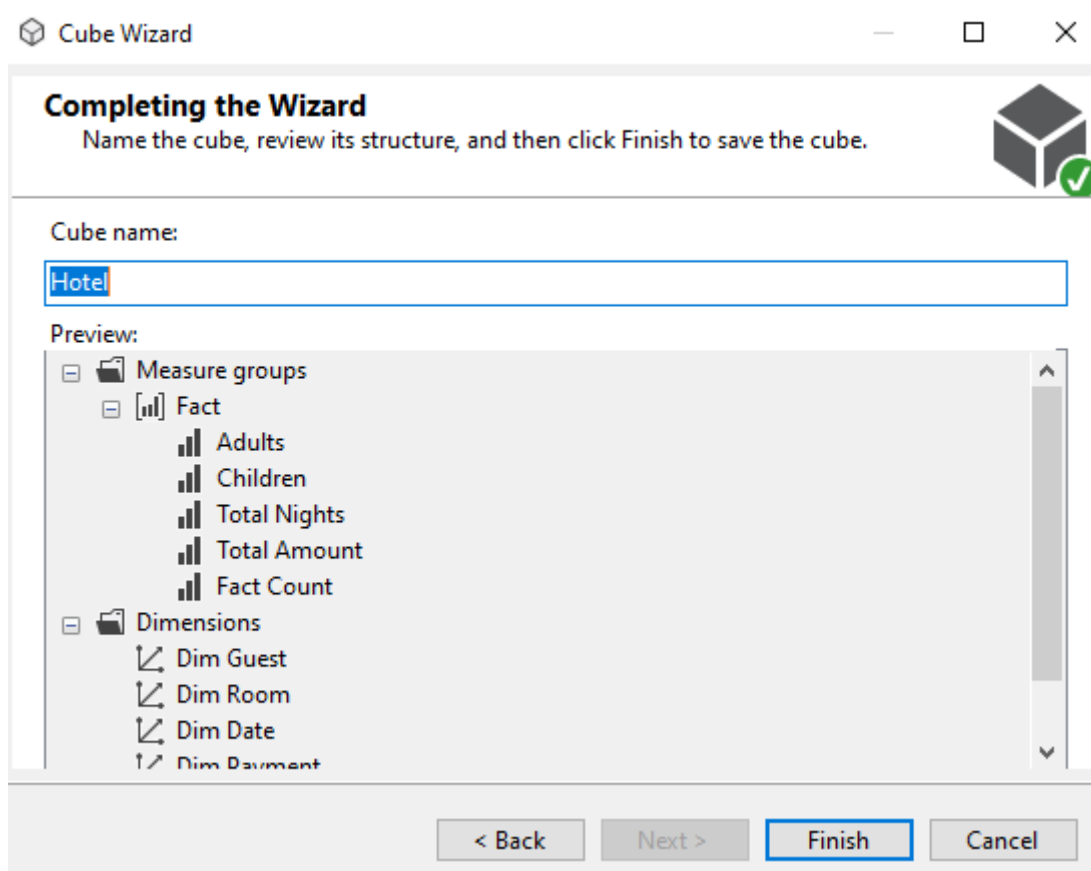 Cube Wizard
Completing the Wizard
Name the cube, review its structure, and then click Finish to save the cube.
Cube name:
Hotel
Preview:
Measure groups
Fact
Adults
Children
Total Nights
Total Amount
Fact Count
Dimensions
Dim Guest
Dim Room
Dim Date
Dim Payment
< Back
Next >
Finish
Cancel